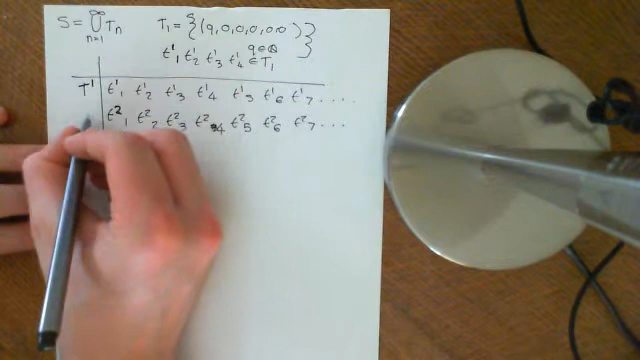 S = ∞∪n=1 Tn T₁ = {(q,0,0,0,0,0) q∈ℚ}
t¹₁ t¹₂ t¹₃ t¹₄ ∈ T₁
T¹ t¹₁ t¹₂ t¹₃ t¹₄ t¹₅ t¹₆ t¹₇ ....
t²₁ t²₂ t²₃ t²₄ t²₅ t²₆ t²₇ ...